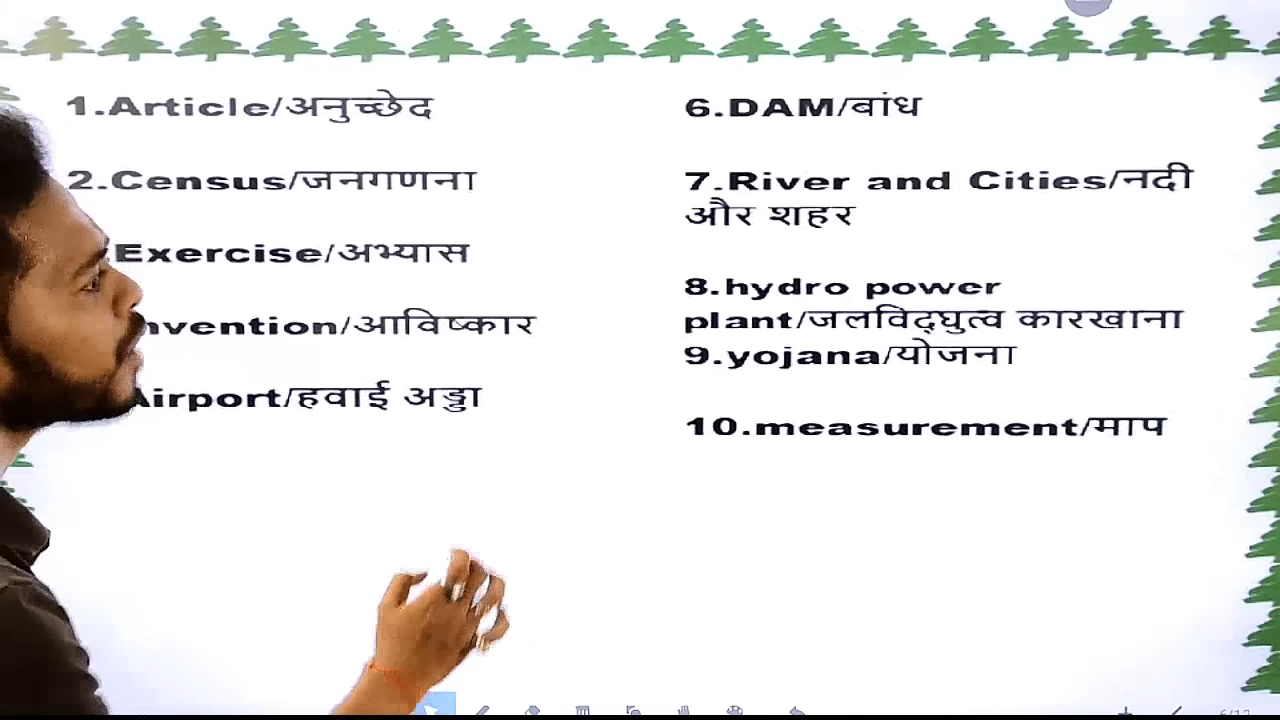 1.Article/अनुच्छेद
2.Census/जनगणना
Exercise/अभ्यास
nvention/आविष्कार
Airport/हवाई अड्डा
6.DAM/बांध
7.River and Cities/नदी
और शहर
8.hydro power
plant/जलविद्घुत्व कारखाना
9.yojana/योजना
10.measurement/माप